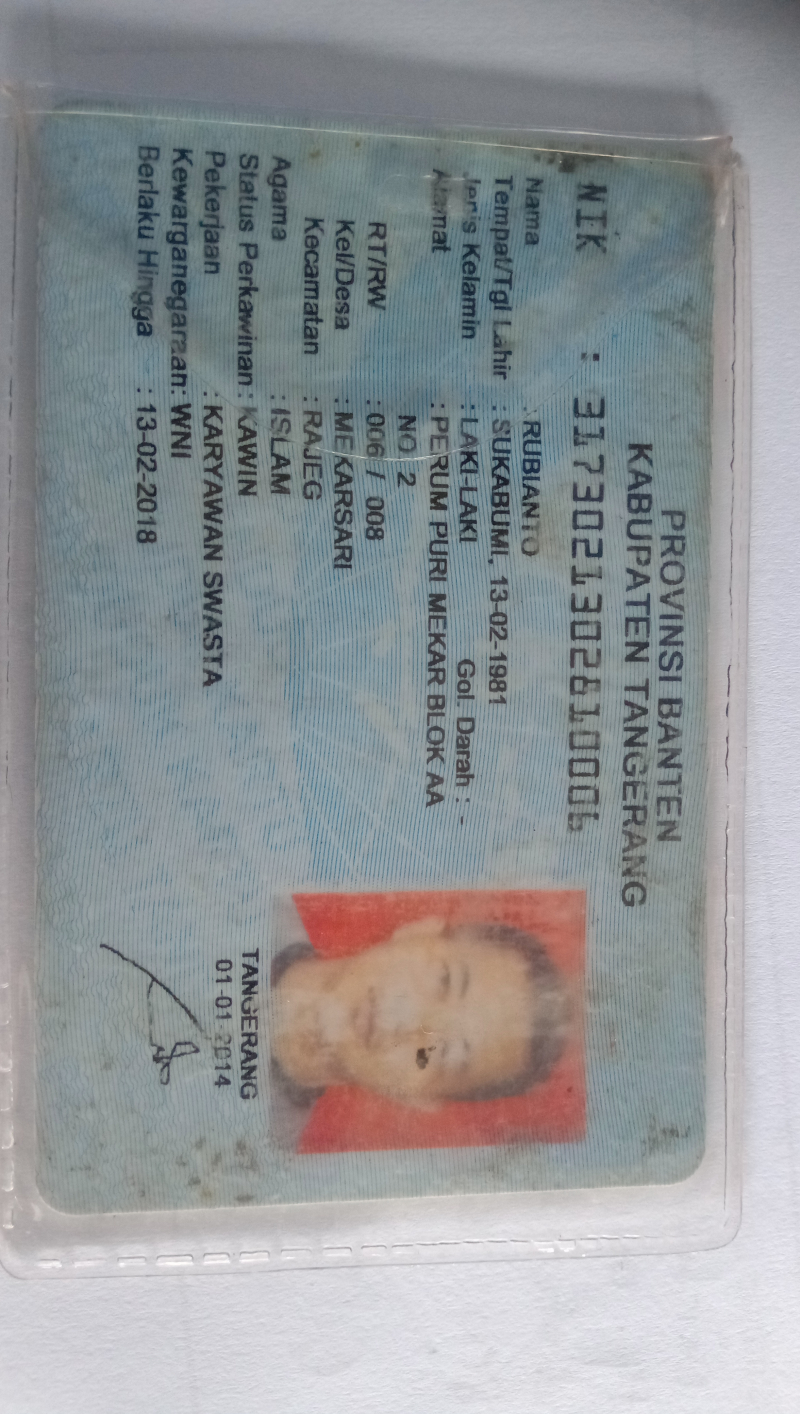 PROVINSI BANTEN
KABUPATEN TANGERANG
NIK : 3173021302810006
Nama : RUBIANTO
Tempat/Tgl Lahir : SUKABUMI, 13-02-1981
Jenis Kelamin : LAKI-LAKI Gol. Darah : -
Alamat : PERUM PURI MEKAR BLOK AA
NO 2
RT/RW : 006 / 008
Kel/Desa : MEKARSARI
Kecamatan : RAJEG
Agama : ISLAM
Status Perkawinan : KAWIN
Pekerjaan : KARYAWAN SWASTA
Kewarganegaraan: WNI
Berlaku Hingga : 13-02-2018
TANGERANG
01-01-2014